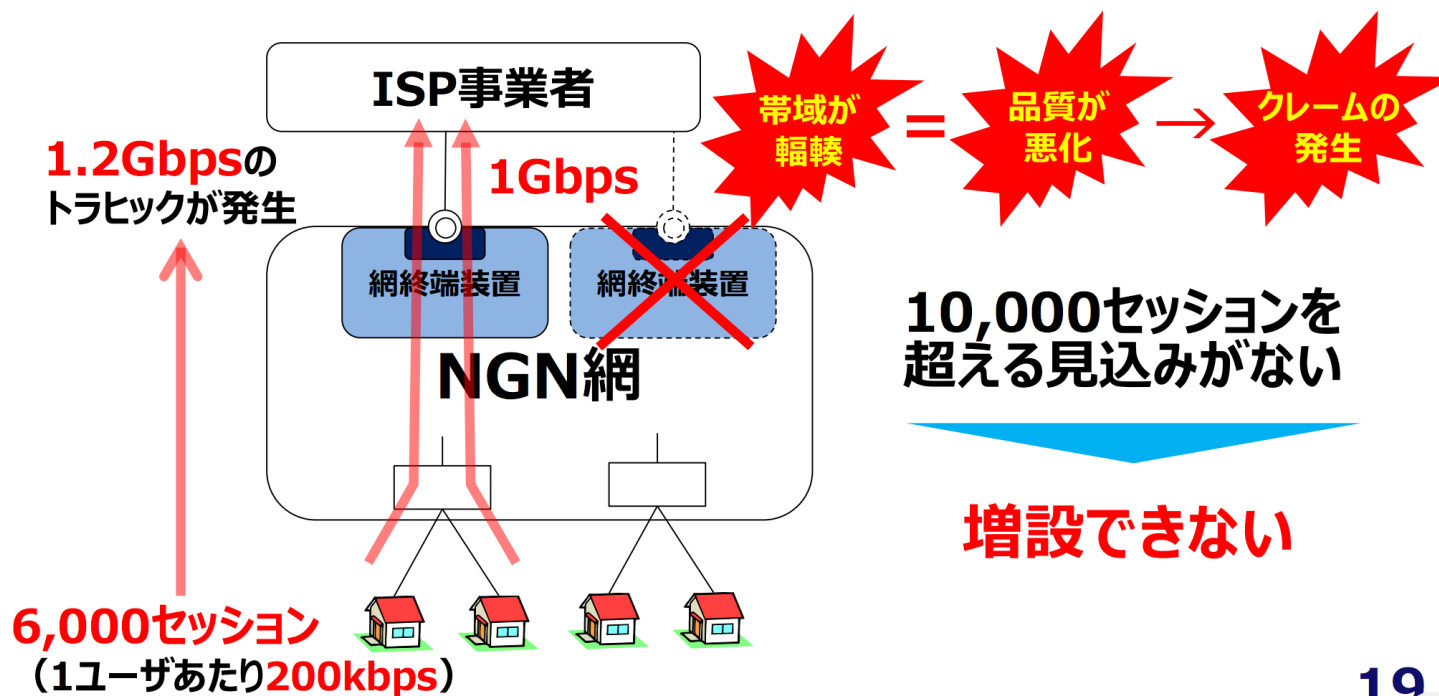 ISP事業者
1.2Gbpsの
トラヒックが発生
1Gbps
帯域が
輻輳
=
品質が
悪化
→
クレームの
発生
網終端装置
網終端装置
NGN網
10,000セッションを
超える見込みがない
増設できない
6,000セッション
（1ユーザあたり200kbps）
19